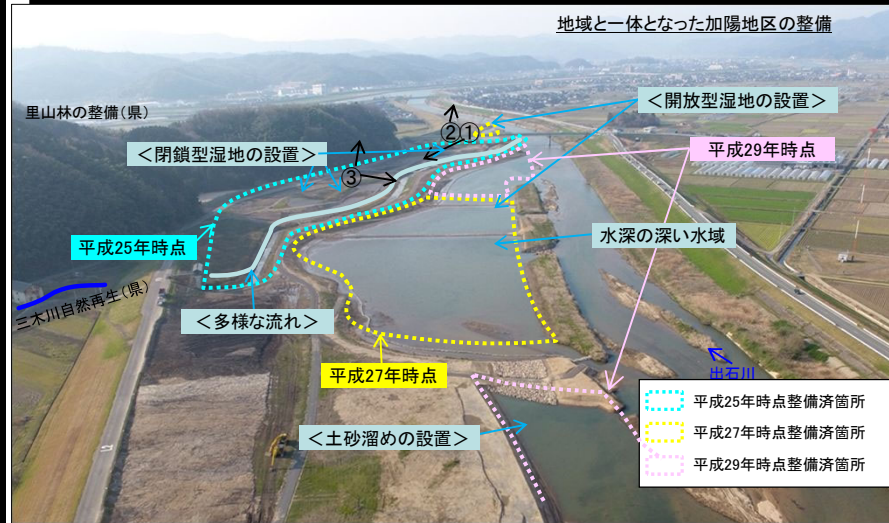 地域と一体となった加陽地区の整備
里山林の整備(県)
＜開放型湿地の設置＞
②①
＜閉鎖型湿地の設置＞
平成29年時点
③
水深の深い水域
平成25年時点
三木川自然再生(県)
＜多様な流れ＞
平成27年時点
出石川
＜土砂溜めの設置＞
平成25年時点整備済箇所
平成27年時点整備済箇所
平成29年時点整備済箇所